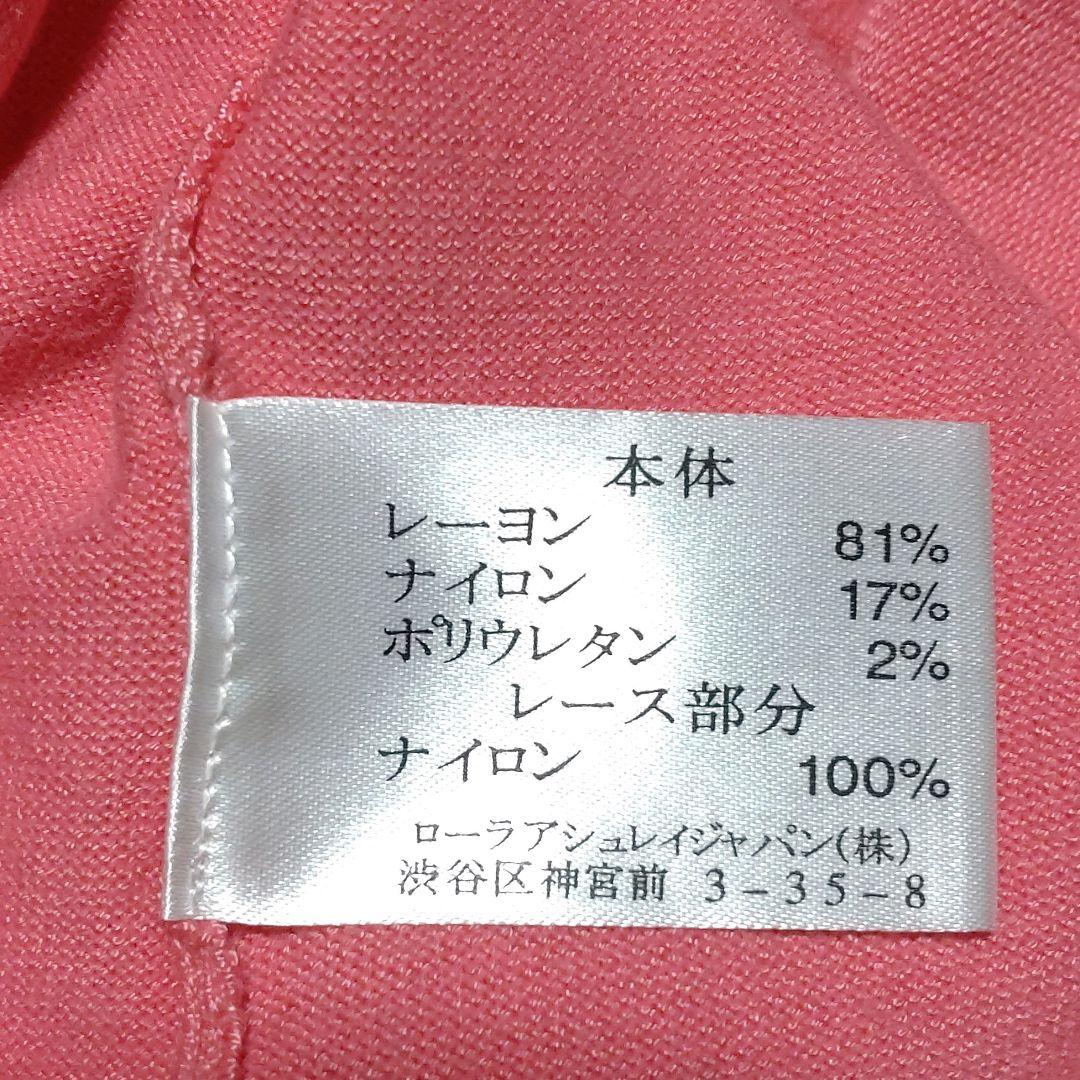 本体
レーヨン 81%
ナイロン 17%
ポリウレタン 2%
レース部分
ナイロン 100%
ローラアシュレイジャパン(株)
渋谷区神宮前 3-35-8